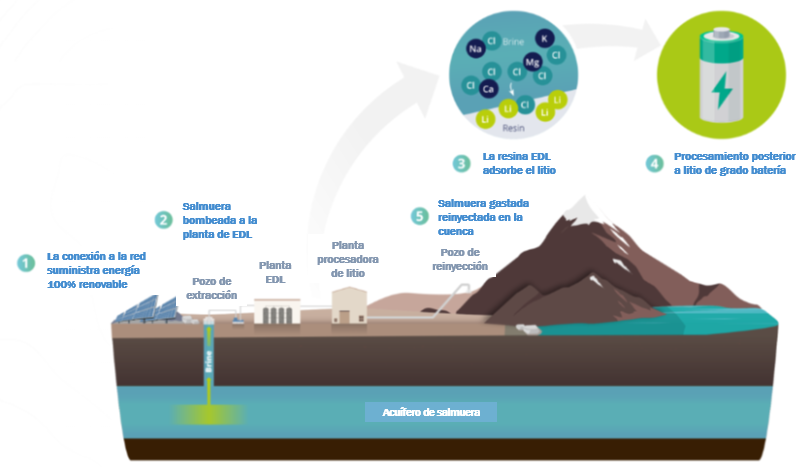 Na
Cl
Brine
K
Cl
Mg
Cl
Cl
Cl
Cl
Ca
Li
Cl
Li
Li
Li
Resin
3
La resina EDL
adsorbe el litio
4
Procesamiento posterior
a litio de grado batería
2
Salmuera
bombeada a la
planta de EDL
5
Salmuera gastada
reinyectada en la
cuenca
1
La conexión a la red
suministra energía
100% renovable
Pozo de
extracción
Planta
EDL
Planta
procesadora
de litio
Pozo de
reinyección
Brine
Acuífero de salmuera